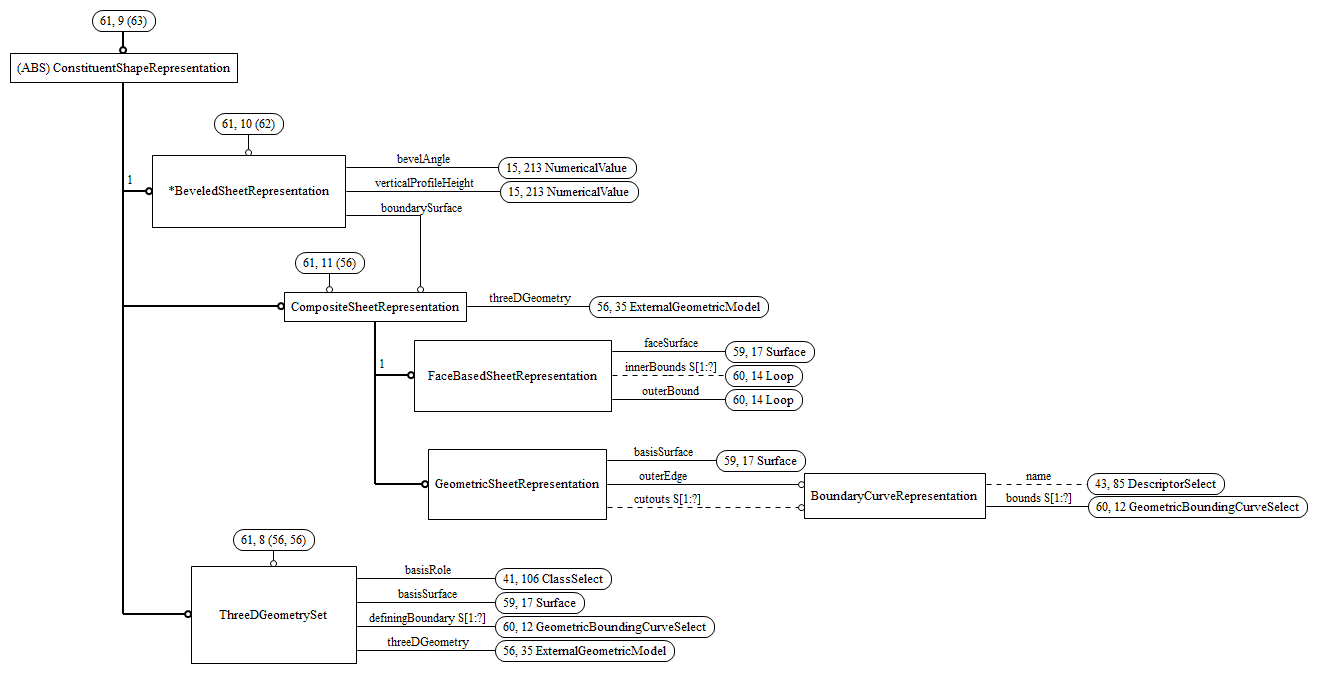 61, 9 (63)
(ABS) ConstituentShapeRepresentation
61, 10 (62)
1
*BeveledSheetRepresentation
bevelAngle
15, 213 NumericalValue
verticalProfileHeight
15, 213 NumericalValue
boundarySurface
61, 11 (56)
CompositeSheetRepresentation
threeDGeometry
56, 35 ExternalGeometricModel
1
FaceBasedSheetRepresentation
faceSurface
59, 17 Surface
innerBounds S[1:?]
60, 14 Loop
outerBound
60, 14 Loop
GeometricSheetRepresentation
basisSurface
59, 17 Surface
outerEdge
cutouts S[1:?]
BoundaryCurveRepresentation
name
43, 85 DescriptorSelect
bounds S[1:?]
60, 12 GeometricBoundingCurveSelect
61, 8 (56, 56)
ThreeDGeometrySet
basisRole
41, 106 ClassSelect
basisSurface
59, 17 Surface
definingBoundary S[1:?]
60, 12 GeometricBoundingCurveSelect
threeDGeometry
56, 35 ExternalGeometricModel